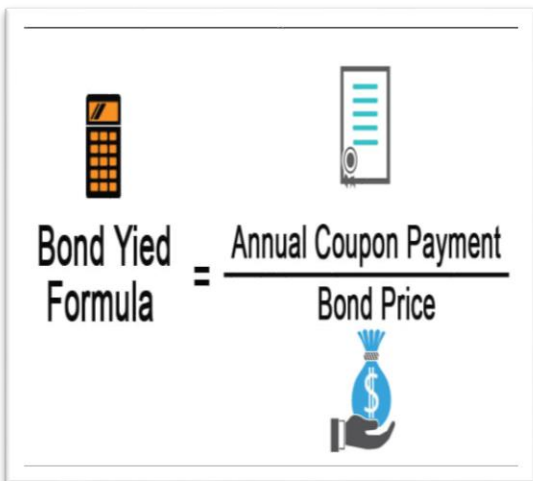 Bond Yied
Formula
=
Annual Coupon Payment
Bond Price
$